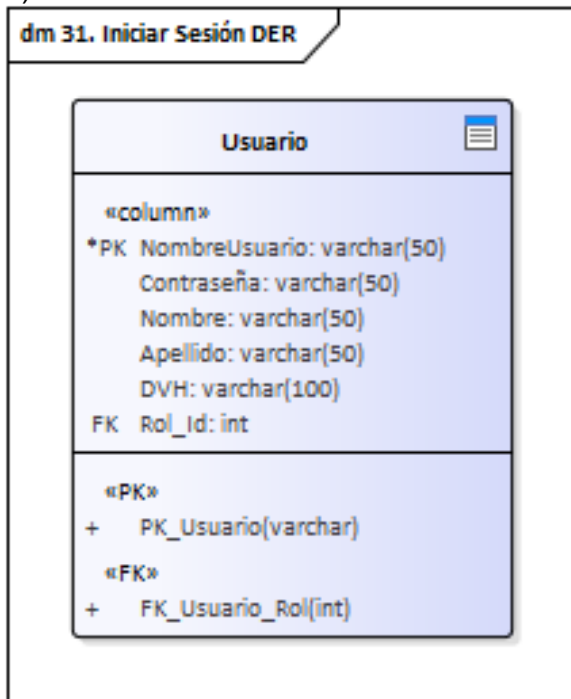 dm 31. Iniciar Sesión DER
Usuario
«column»
*PK NombreUsuario: varchar(50)
Contraseña: varchar(50)
Nombre: varchar(50)
Apellido: varchar(50)
DVH: varchar(100)
FK Rol_Id: int
«PK»
+ PK_Usuario(varchar)
«FK»
+ FK_Usuario_Rol(int)